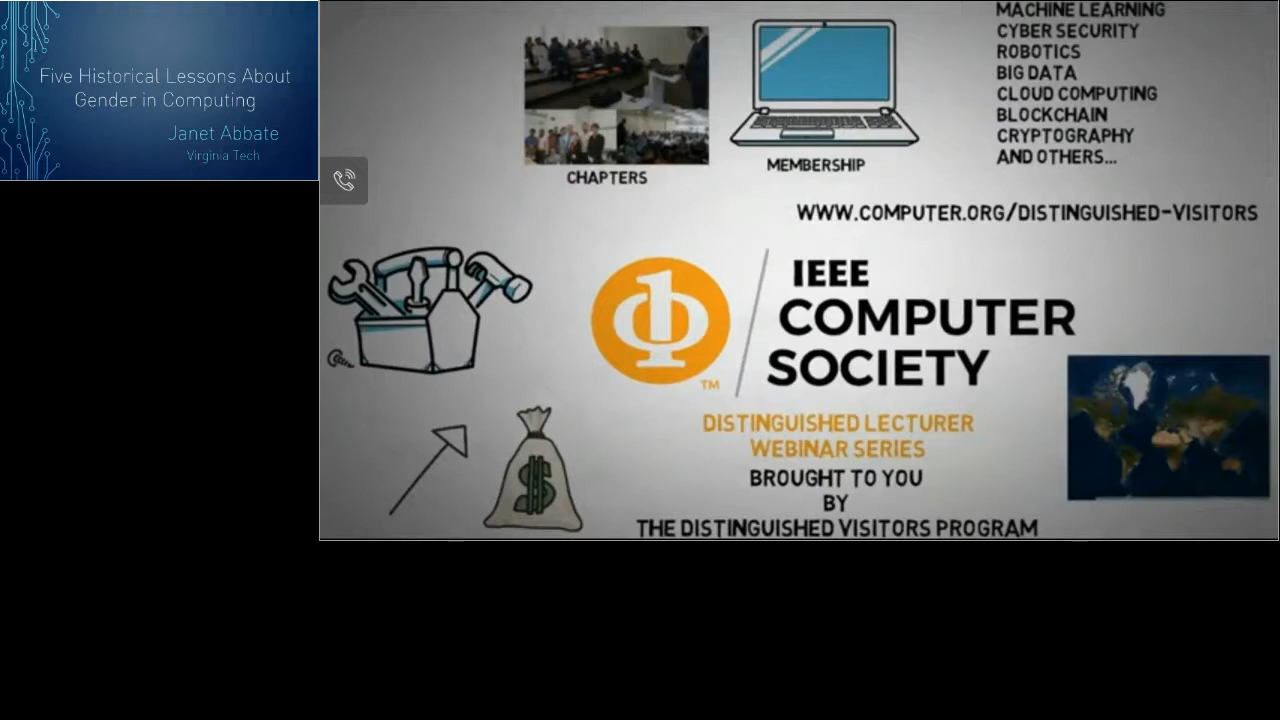 Five Historical Lessons About
Gender in Computing
Janet Abbate
Virginia Tech
MACHINE LEARNING
CYBER SECURITY
ROBOTICS
BIG DATA
CLOUD COMPUTING
BLOCKCHAIN
CRYPTOGRAPHY
AND OTHERS...
CHAPTERS
MEMBERSHIP
WWW.COMPUTER.ORG/DISTINGUISHED-VISITORS
IEEE
COMPUTER
SOCIETY
TM
DISTINGUISHED LECTURER
WEBINAR SERIES
BROUGHT TO YOU
BY
THE DISTINGUISHED VISITORS PROGRAM